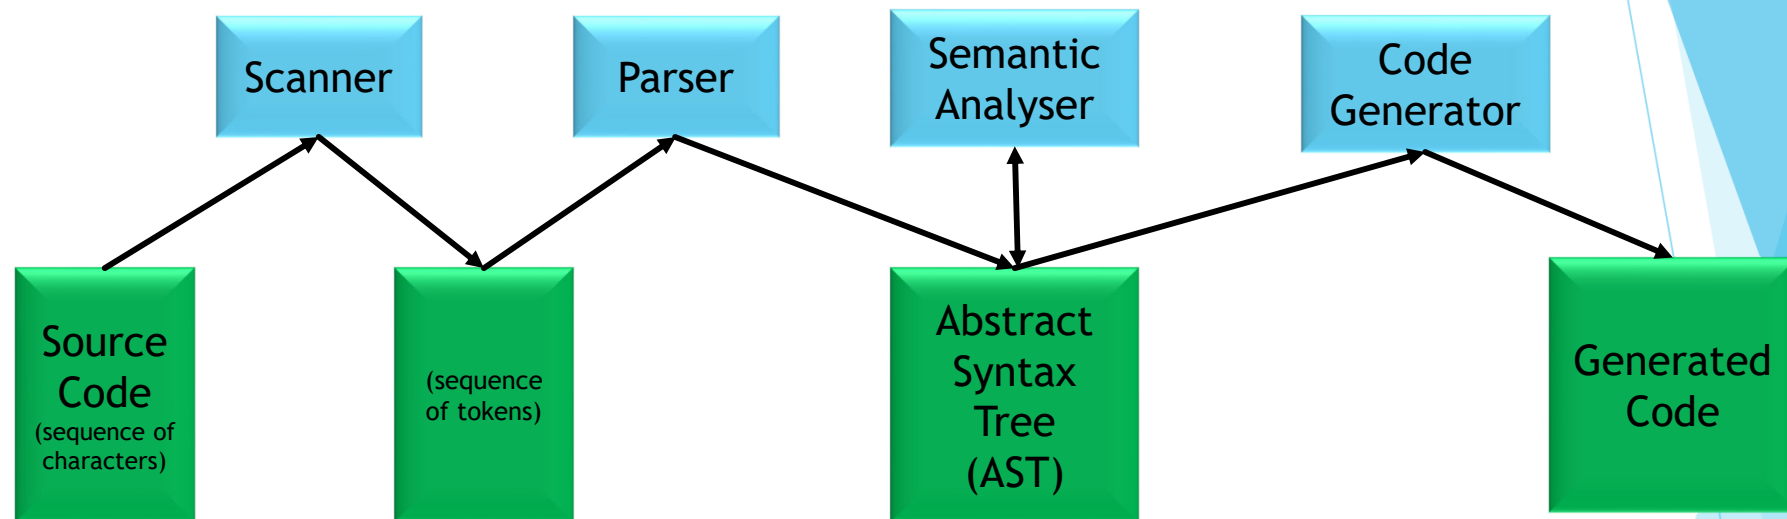 Scanner
Parser
Semantic
Analyser
Code
Generator
Source
Code
(sequence of
characters)
(sequence
of tokens)
Abstract
Syntax
Tree
(AST)
Generated
Code